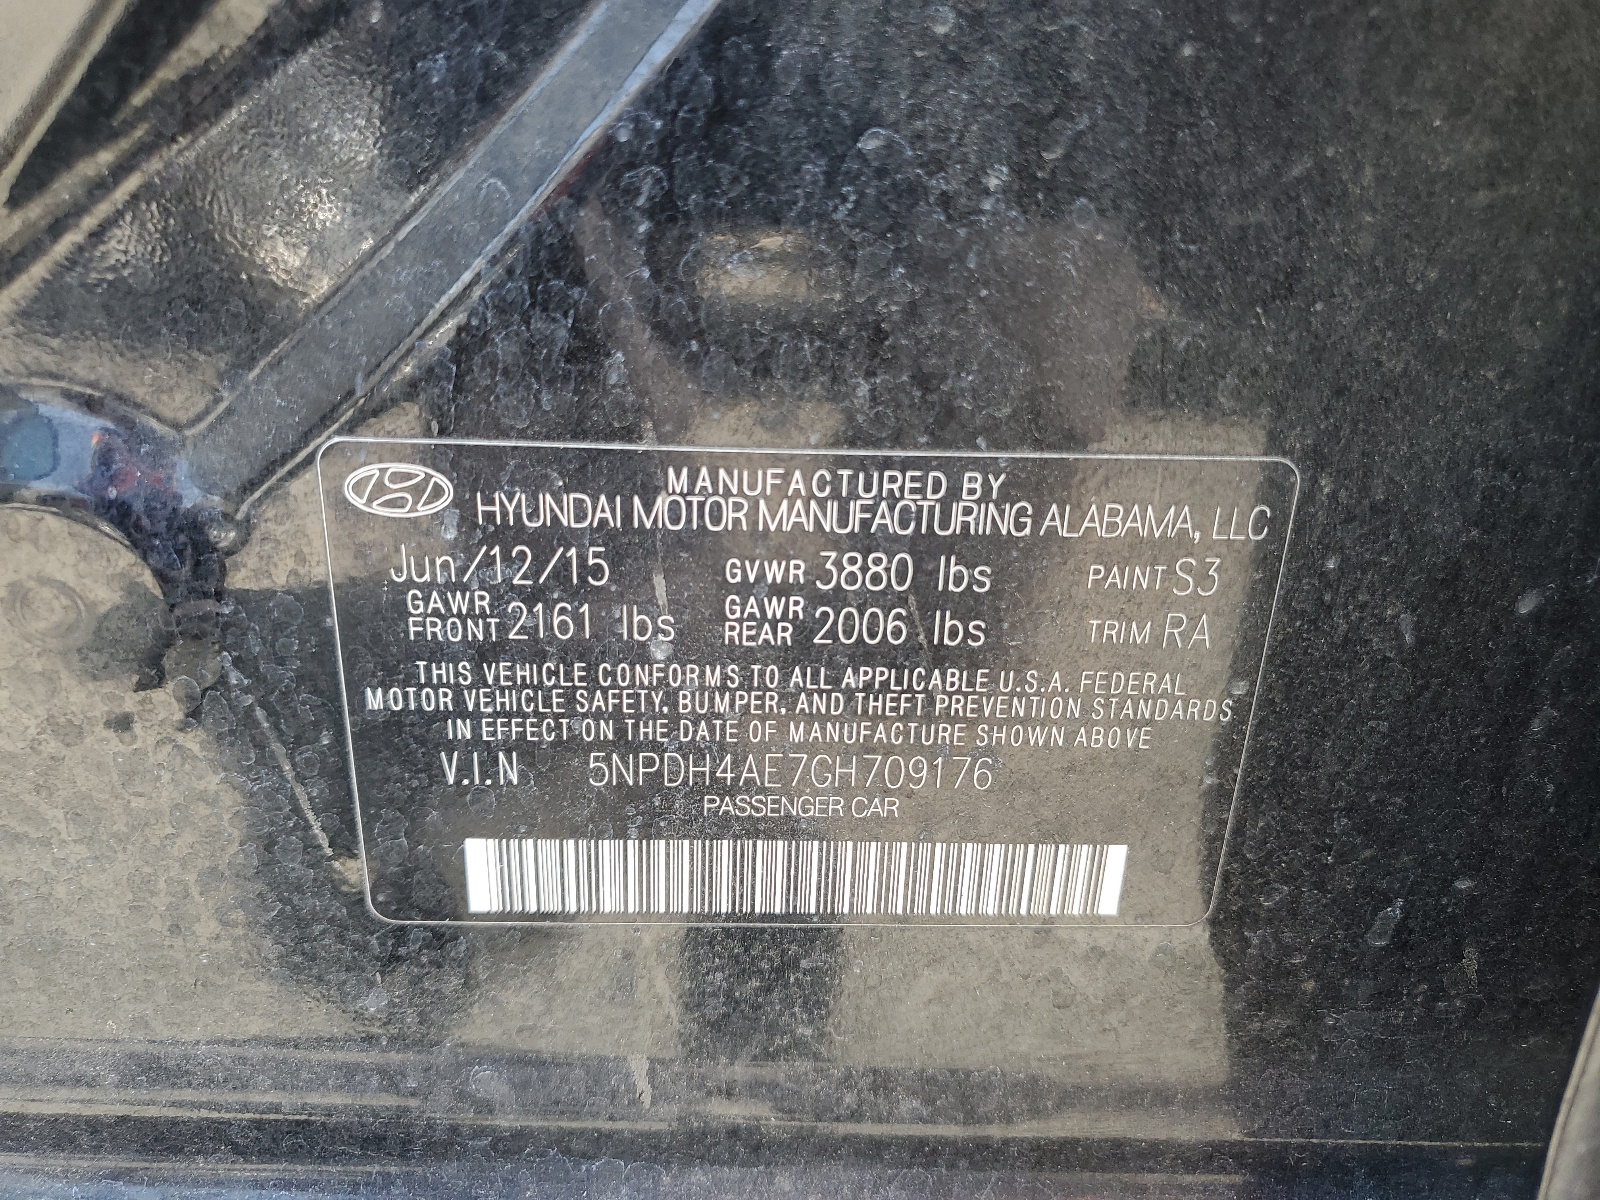 MANUFACTURED BY
HYUNDAI MOTOR MANUFACTURING ALABAMA, LLC
Jun/12/15 GVWR 3880 lbs PAINT S3
GAWR FRONT 2161 lbs GAWR REAR 2006 lbs TRIM RA
THIS VEHICLE CONFORMS TO ALL APPLICABLE U.S.A. FEDERAL
MOTOR VEHICLE SAFETY, BUMPER, AND THEFT PREVENTION STANDARDS
IN EFFECT ON THE DATE OF MANUFACTURE SHOWN ABOVE
V.I.N 5NPDH4AE7GH709176
PASSENGER CAR